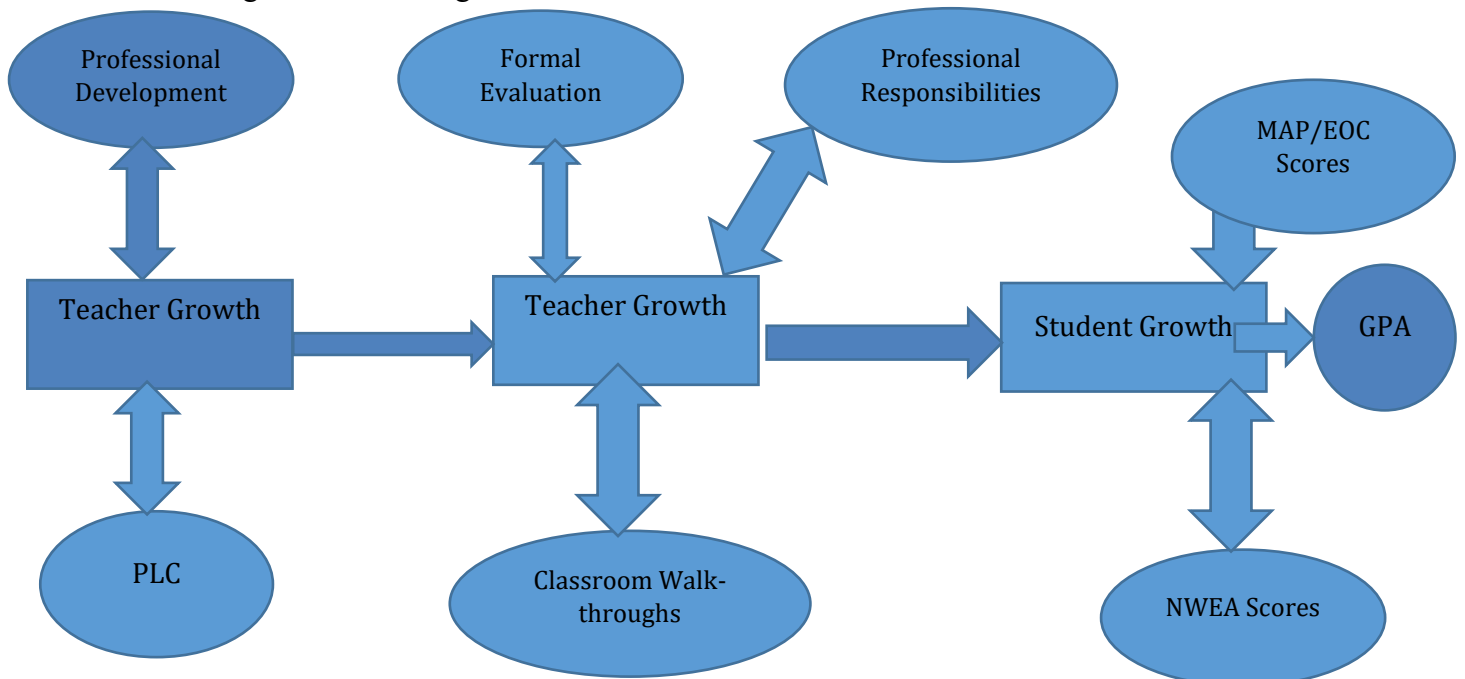 Professional
Development
Formal
Evaluation
Professional
Responsibilities
MAP/EOC
Scores
Teacher Growth
Teacher Growth
Student Growth
GPA
PLC
Classroom Walk-
throughs
NWEA Scores